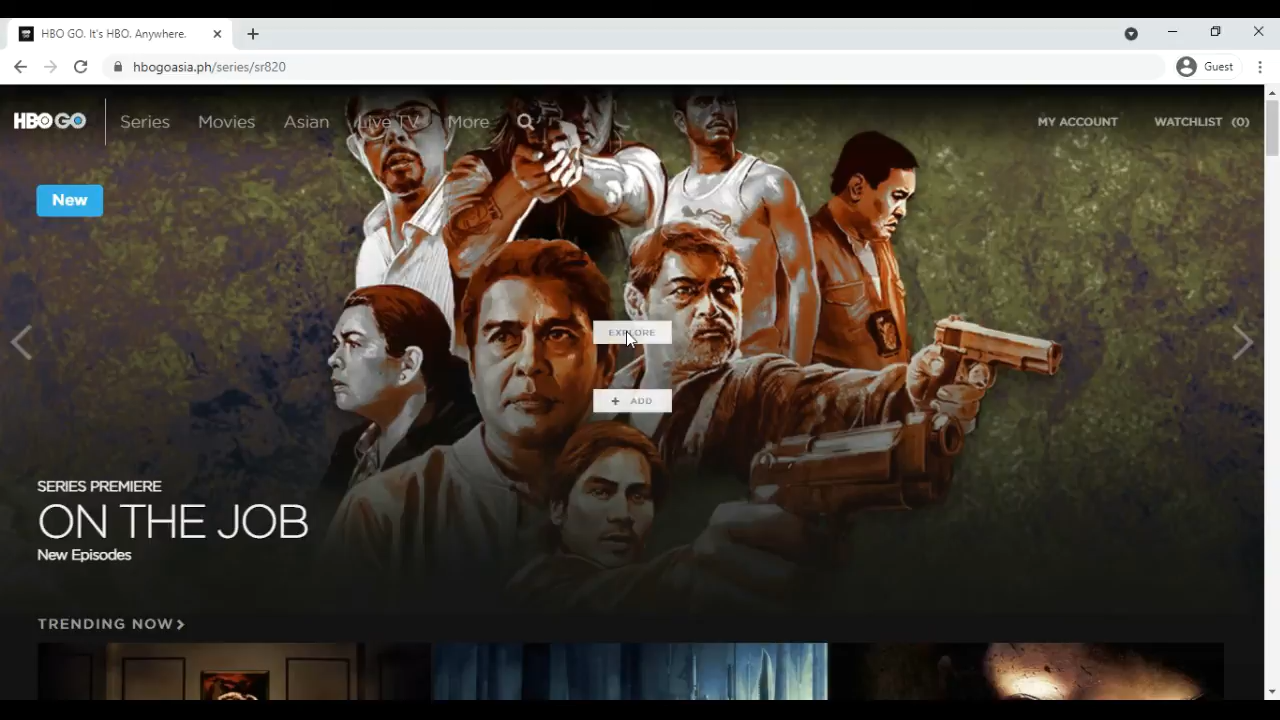 HBO GO. It's HBO. Anywhere.
hbogoasia.ph/series/sr820
Guest
HBO GO
Series
Movies
Asian
Live TV
More
MY ACCOUNT
WATCHLIST (0)
New
EXPLORE
+ ADD
SERIES PREMIERE
ON THE JOB
New Episodes
TRENDING NOW